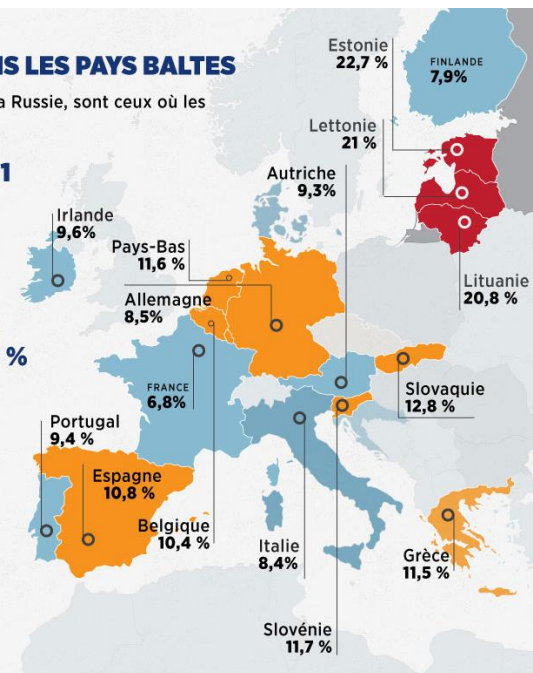 LES PAYS BALTES
Russie, sont ceux où les
1
%
Estonie
22,7 %
FINLANDE
7,9%
Lettonie
21 %
Autriche
9,3%
Irlande
9,6%
Pays-Bas
11,6 %
Allemagne
8,5%
Lituanie
20,8 %
FRANCE
6,8%
Slovaquie
12,8 %
Portugal
9,4 %
Espagne
10,8 %
Belgique
10,4 %
Italie
8,4%
Grèce
11,5 %
Slovénie
11,7 %